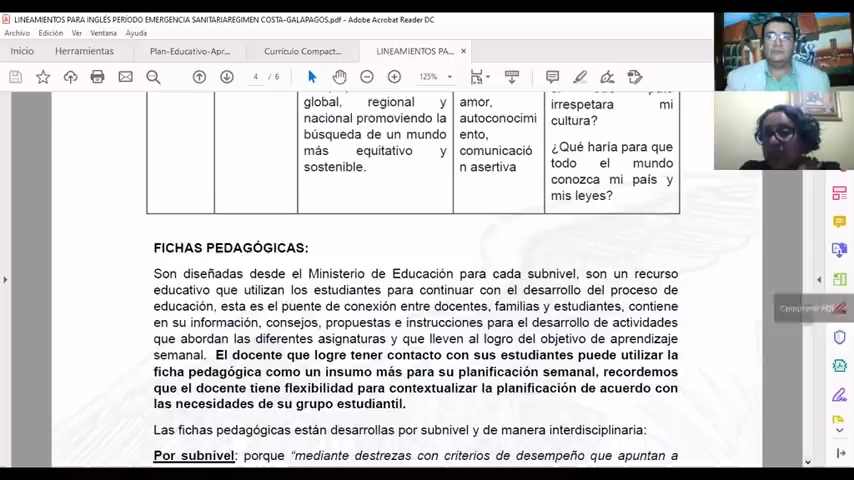 LINEAMIENTOS PARA INGLÉS PERÍODO EMERGENCIA SANITARIAREGIMEN COSTA-GALAPAGOS.pdf - Adobe Acrobat Reader DC
Archivo Edición Ver Ventana Ayuda
Inicio Herramientas Plan-Educativo-Apr... Currículo Compact... LINEAMIENTOS PA... ×
4 / 6 125%
global, regional y
nacional promoviendo la
búsqueda de un mundo
más equitativo y
sostenible.
amor,
autoconocimi
ento,
comunicació
n asertiva
irrespetara mi
cultura?
¿Qué haría para que
todo el mundo
conozca mi país y
mis leyes?
FICHAS PEDAGÓGICAS:
Son diseñadas desde el Ministerio de Educación para cada subnivel, son un recurso
educativo que utilizan los estudiantes para continuar con el desarrollo del proceso de
educación, esta es el puente de conexión entre docentes, familias y estudiantes, contiene
en su información, consejos, propuestas e instrucciones para el desarrollo de actividades
que abordan las diferentes asignaturas y que lleven al logro del objetivo de aprendizaje
semanal. El docente que logre tener contacto con sus estudiantes puede utilizar la
ficha pedagógica como un insumo más para su planificación semanal, recordemos
que el docente tiene flexibilidad para contextualizar la planificación de acuerdo con
las necesidades de su grupo estudiantil.
Las fichas pedagógicas están desarrollas por subnivel y de manera interdisciplinaria:
Por subnivel: porque “mediante destrezas con criterios de desempeño que apuntan a